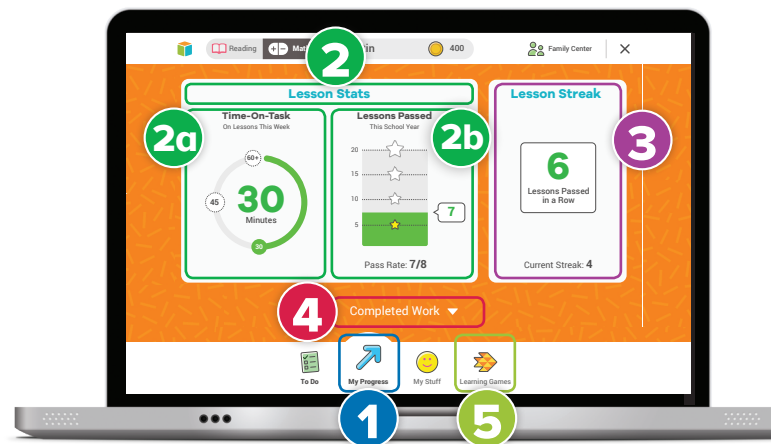 Reading
Mat
in
400
Family Center
2
Lesson Stats
Lesson Streak
2a
Time-On-Task
On Lessons This Week
60+
45
30
Minutes
30
Lessons Passed
This School Year
2b
20
15
10
5
7
Pass Rate: 7/8
3
6
Lessons Passed
in a Row
Current Streak: 4
4
Completed Work
To Do
My Progress
My Stuff
Learning Games
1
5